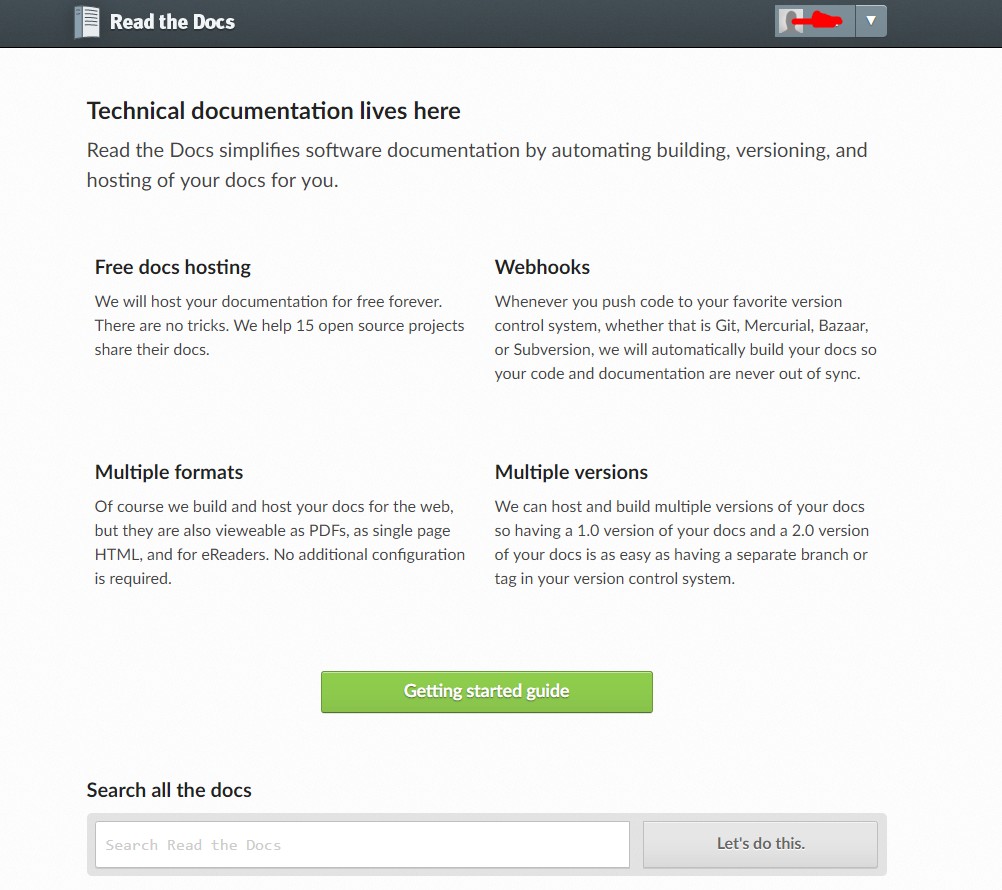 Read the Docs
▼
Technical documentation lives here
Read the Docs simplifies software documentation by automating building, versioning, and
hosting of your docs for you.
Free docs hosting
We will host your documentation for free forever.
There are no tricks. We help 15 open source projects
share their docs.
Webhooks
Whenever you push code to your favorite version
control system, whether that is Git, Mercurial, Bazaar,
or Subversion, we will automatically build your docs so
your code and documentation are never out of sync.
Multiple formats
Of course we build and host your docs for the web,
but they are also vieweable as PDFs, as single page
HTML, and for eReaders. No additional configuration
is required.
Multiple versions
We can host and build multiple versions of your docs
so having a 1.0 version of your docs and a 2.0 version
of your docs is as easy as having a separate branch or
tag in your version control system.
Getting started guide
Search all the docs
Search Read the Docs
Let's do this.